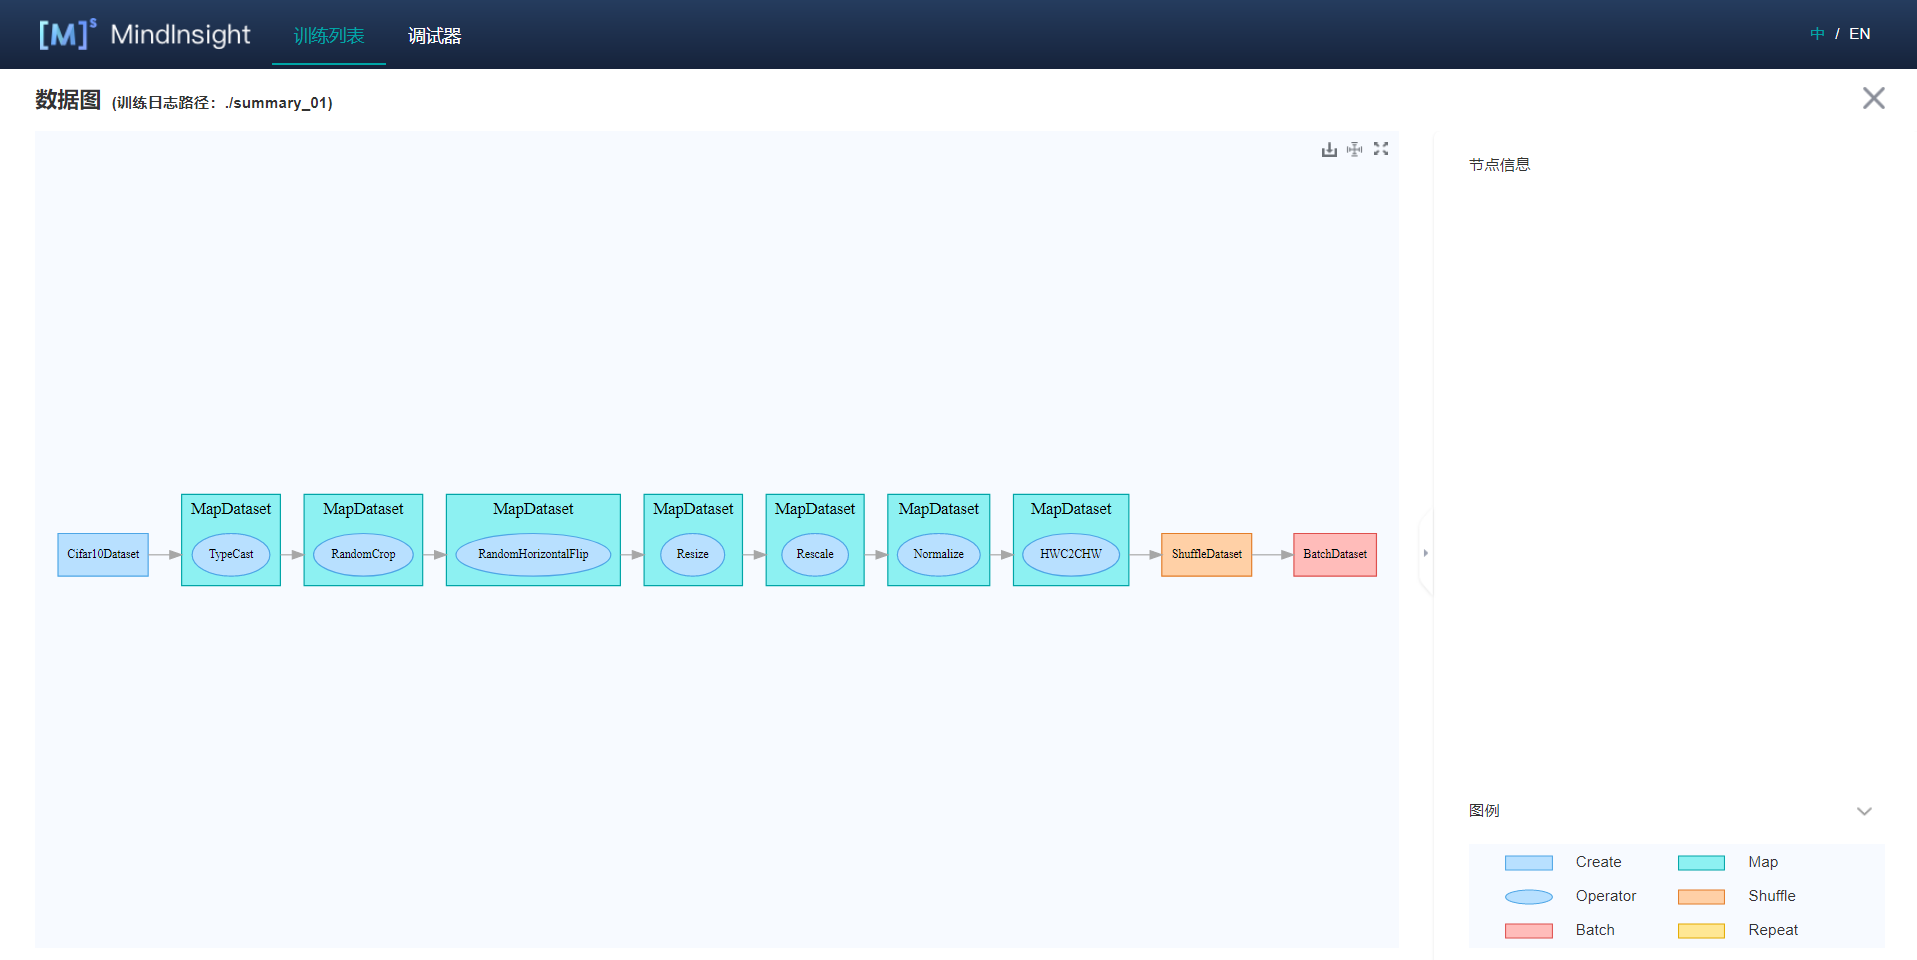 [M]s MindInsight 训练列表 调试器 中 / EN
数据图 (训练日志路径：./summary_01)
节点信息
MapDataset MapDataset MapDataset MapDataset MapDataset MapDataset MapDataset
Cifar10Dataset TypeCast RandomCrop RandomHorizontalFlip Resize Rescale Normalize HWC2CHW ShuffleDataset BatchDataset
图例
Create Map
Operator Shuffle
Batch Repeat